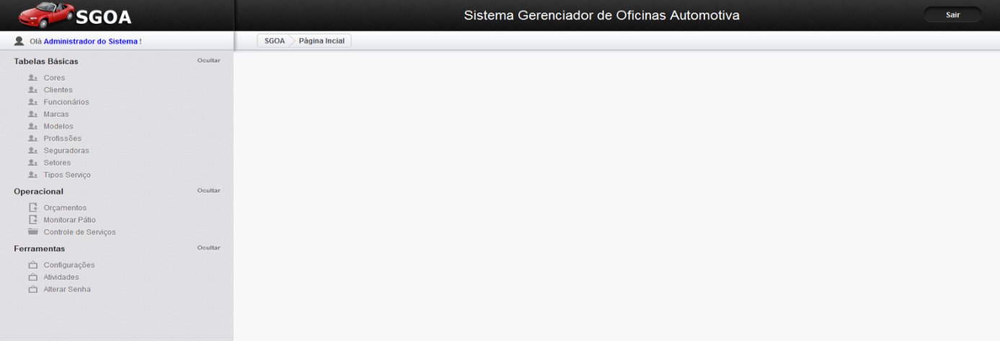 SGOA
Sistema Gerenciador de Oficinas Automotiva
Sair
Olá Administrador do Sistema !
SGOA Página Incial
Tabelas Básicas Ocultar
Cores
Clientes
Funcionários
Marcas
Modelos
Profissões
Seguradoras
Setores
Tipos Serviço
Operacional Ocultar
Orçamentos
Monitorar Pátio
Controle de Serviços
Ferramentas Ocultar
Configurações
Atividades
Alterar Senha